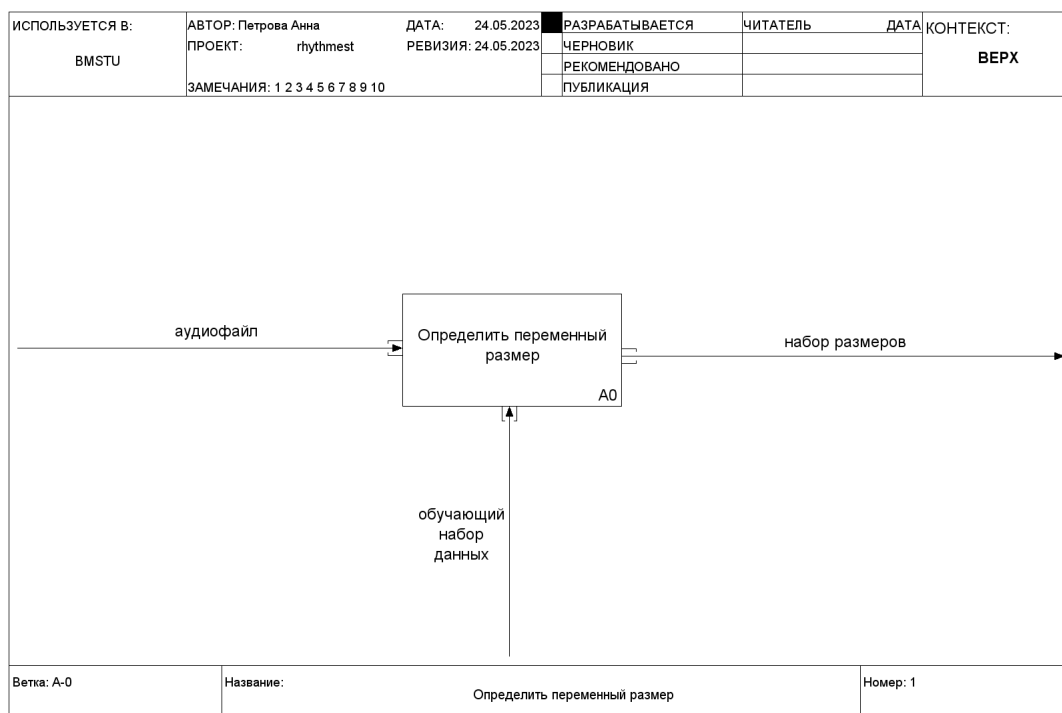 ИСПОЛЬЗУЕТСЯ В:
BMSTU
АВТОР: Петрова Анна
ДАТА: 24.05.2023
ПРОЕКТ: rhythmest
РЕВИЗИЯ: 24.05.2023
ЗАМЕЧАНИЯ: 1 2 3 4 5 6 7 8 9 10
РАЗРАБАТЫВАЕТСЯ
ЧЕРНОВИК
РЕКОМЕНДОВАНО
ПУБЛИКАЦИЯ
ЧИТАТЕЛЬ
ДАТА
КОНТЕКСТ:
ВЕРХ
аудиофайл
Определить переменный
размер
A0
набор размеров
обучающий
набор
данных
Ветка: A-0
Название:
Определить переменный размер
Номер: 1